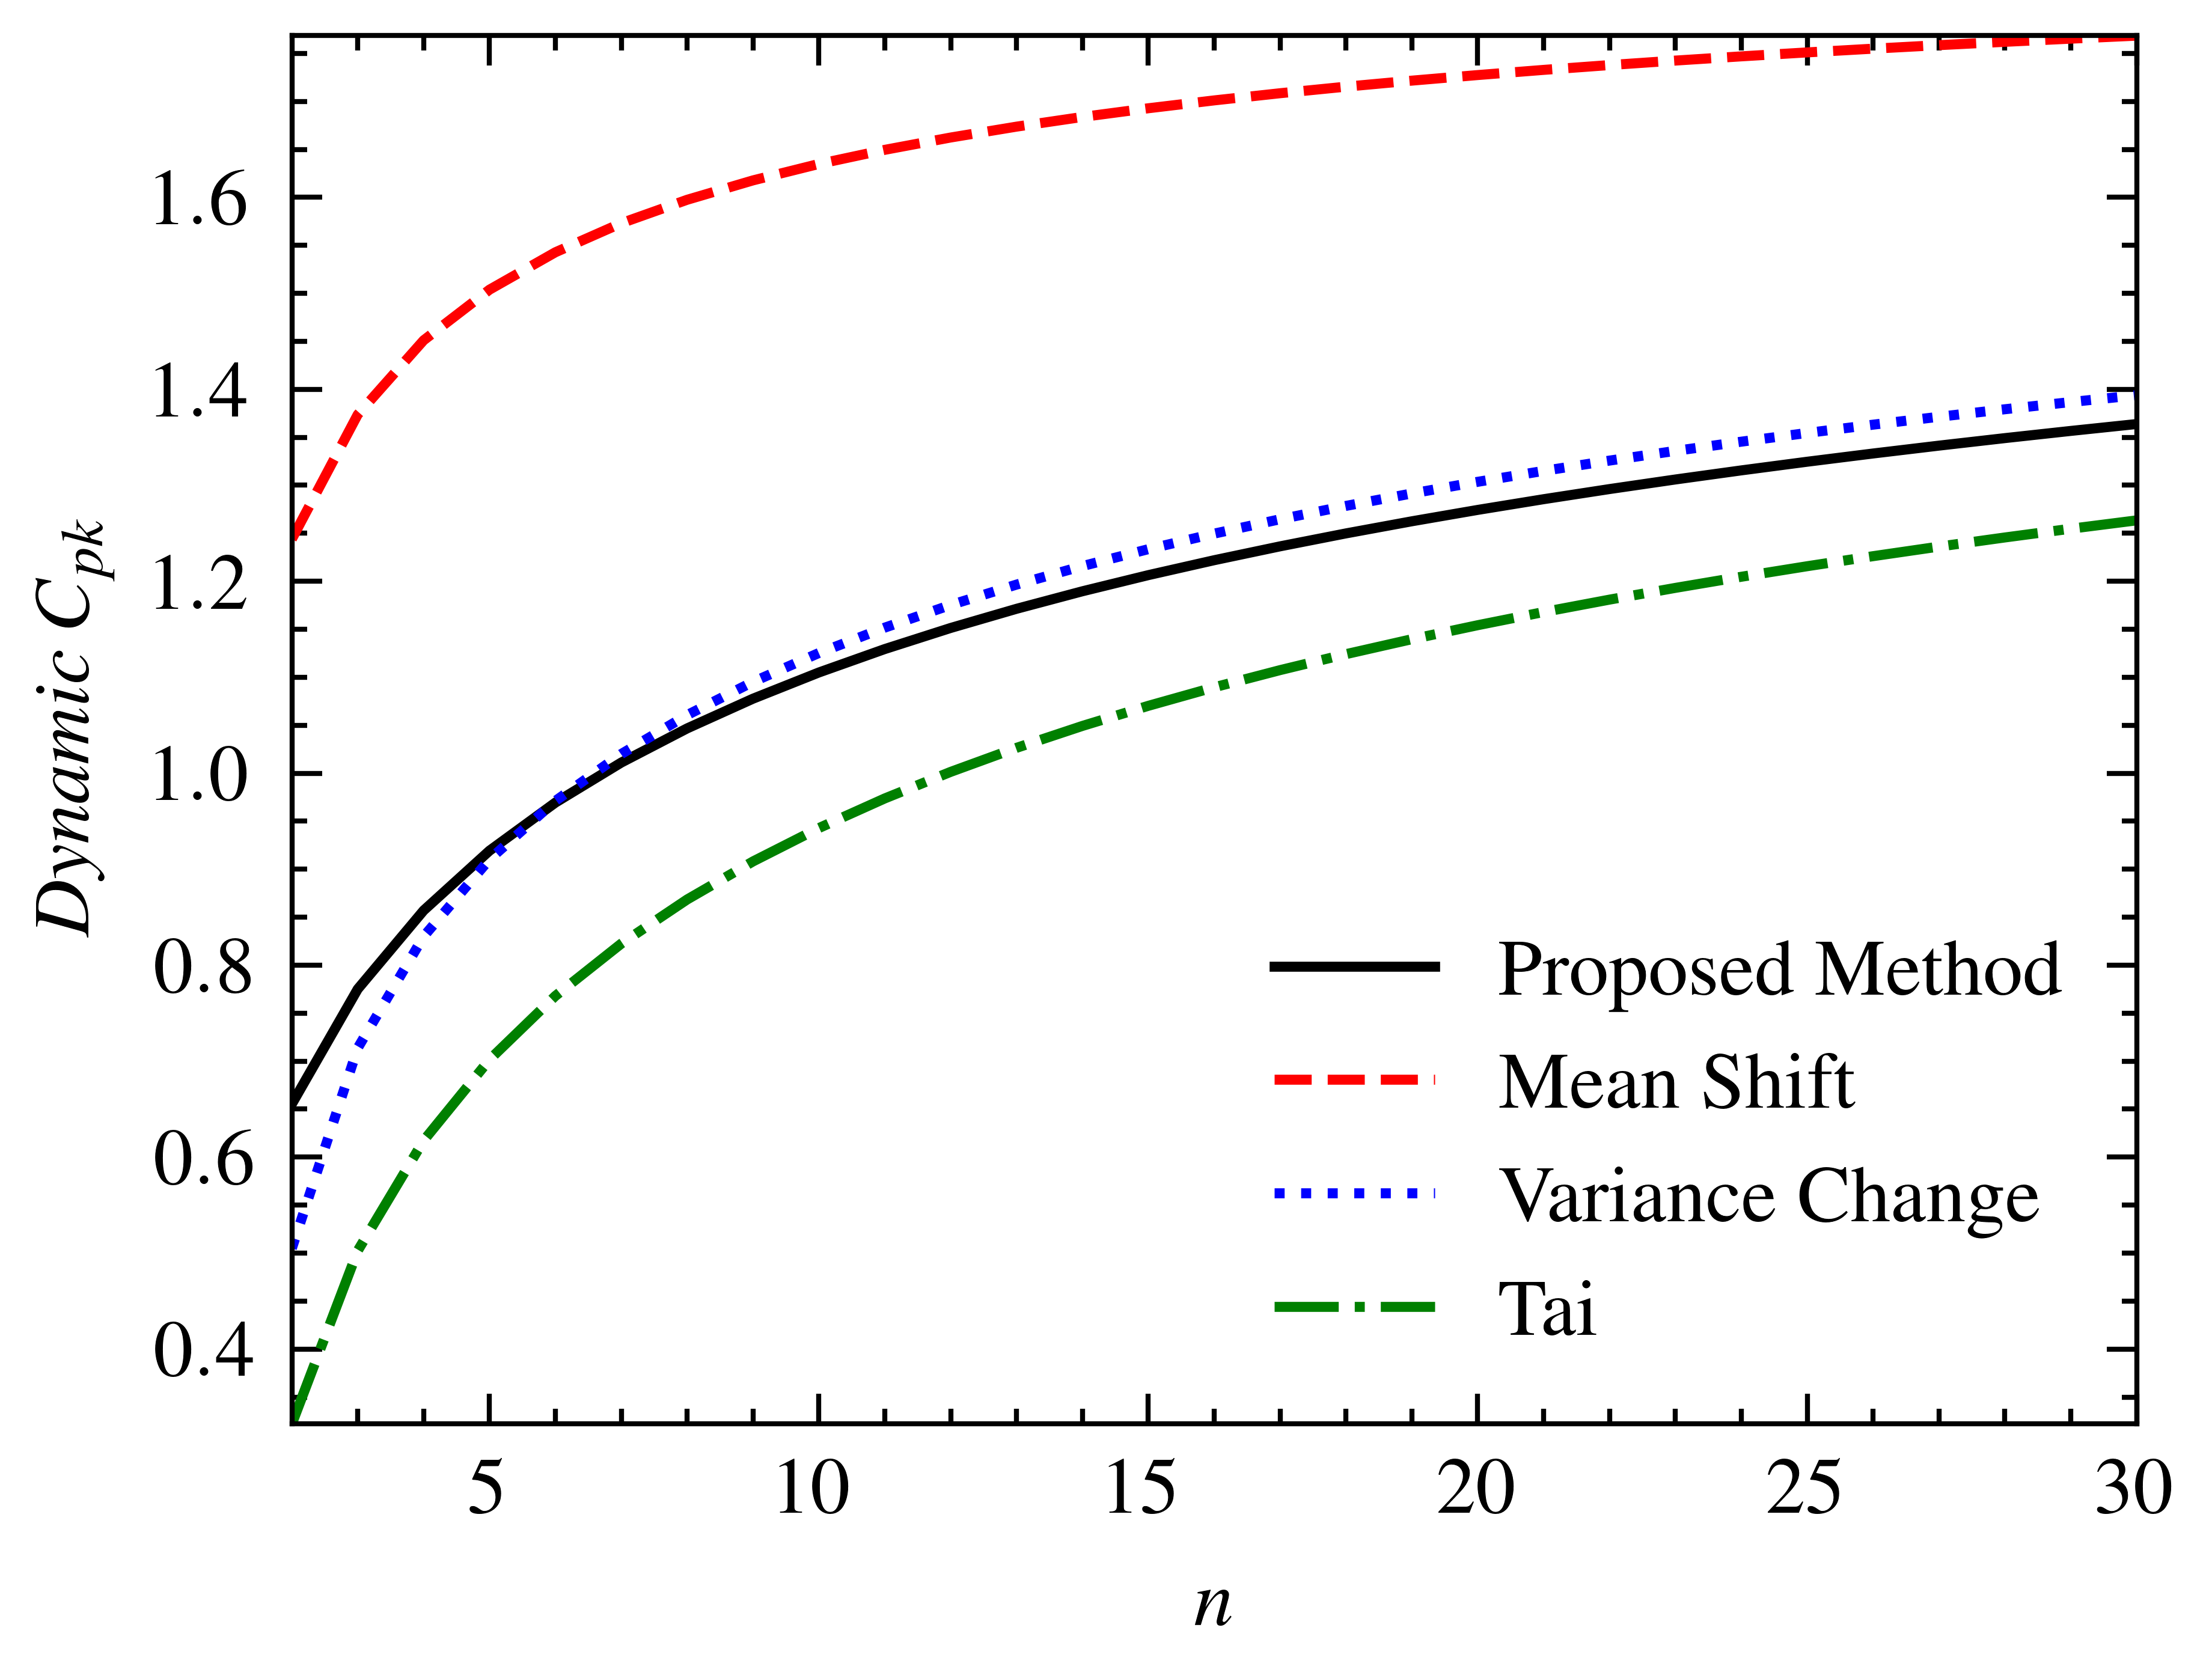 Dynamic C_pk
1.6
1.4
1.2
1.0
0.8
0.6
0.4
Proposed Method
Mean Shift
Variance Change
Tai
5 10 15 20 25 30
n